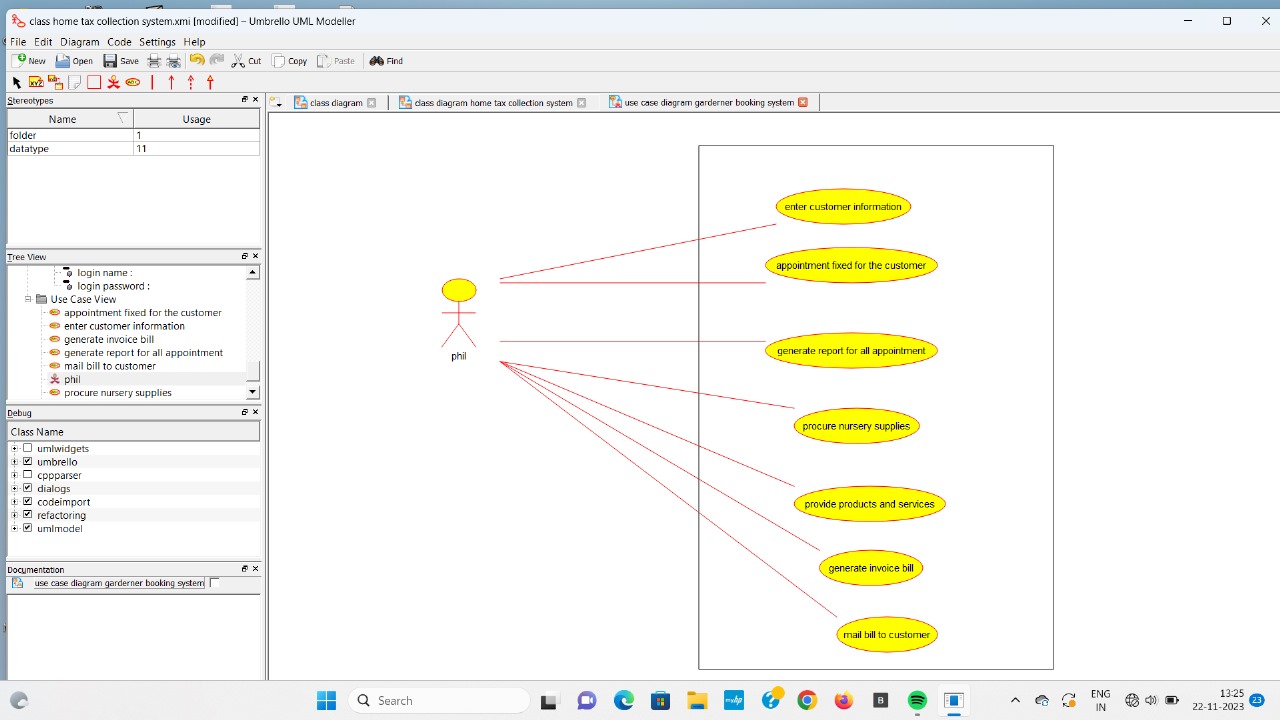 class home tax collection system.xmi [modified] – Umbrello UML Modeller
File Edit Diagram Code Settings Help
New Open Save Cut Copy Paste Find
Stereotypes
class diagram
class diagram home tax collection system
use case diagram garderner booking system
Name Usage
folder 1
datatype 11
Tree View
login name :
login password :
Use Case View
appointment fixed for the customer
enter customer information
generate invoice bill
generate report for all appointment
mail bill to customer
phil
procure nursery supplies
Debug
Class Name
umlwidgets
umbrello
cppparser
dialogs
codeimport
refactoring
umlmodel
Documentation
use case diagram garderner booking system
phil
enter customer information
appointment fixed for the customer
generate report for all appointment
procure nursery supplies
provide products and services
generate invoice bill
mail bill to customer
Search
myhp
B
ENG
IN
13:25
22-11-2023
23